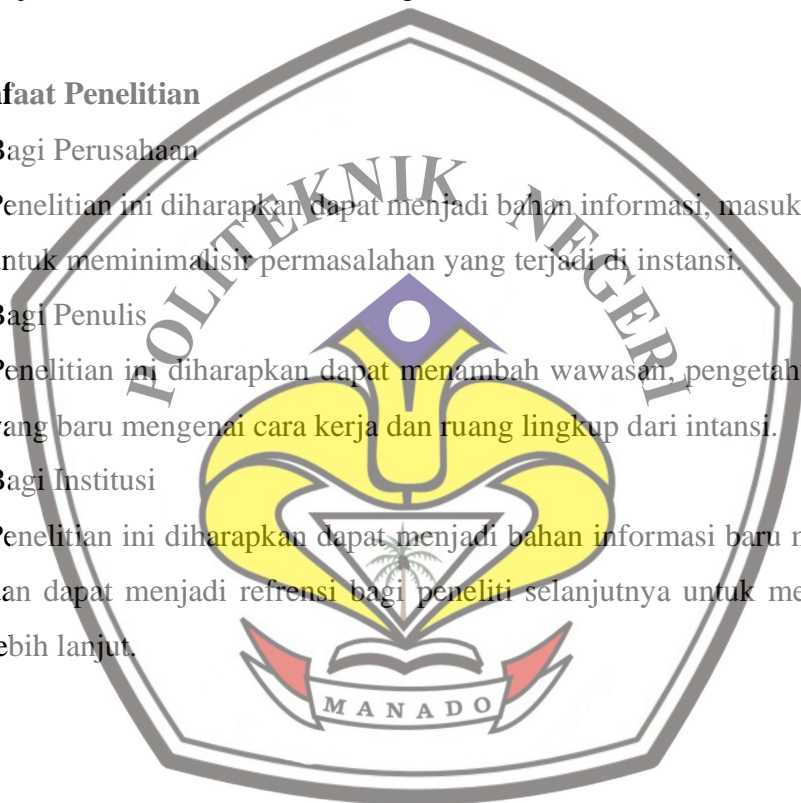 faat Penelitian
Bagi Perusahaan
Penelitian ini diharapkan dapat menjadi bahan informasi, masuk
untuk meminimalisir permasalahan yang terjadi di instansi.
Bagi Penulis
Penelitian ini diharapkan dapat menambah wawasan, pengetah
yang baru mengenai cara kerja dan ruang lingkup dari intansi.
Bagi Institusi
Penelitian ini diharapkan dapat menjadi bahan informasi baru m
dan dapat menjadi refrensi bagi peneliti selanjutnya untuk me
lebih lanjut.
POLITEKNIK NEGERI
MANADO